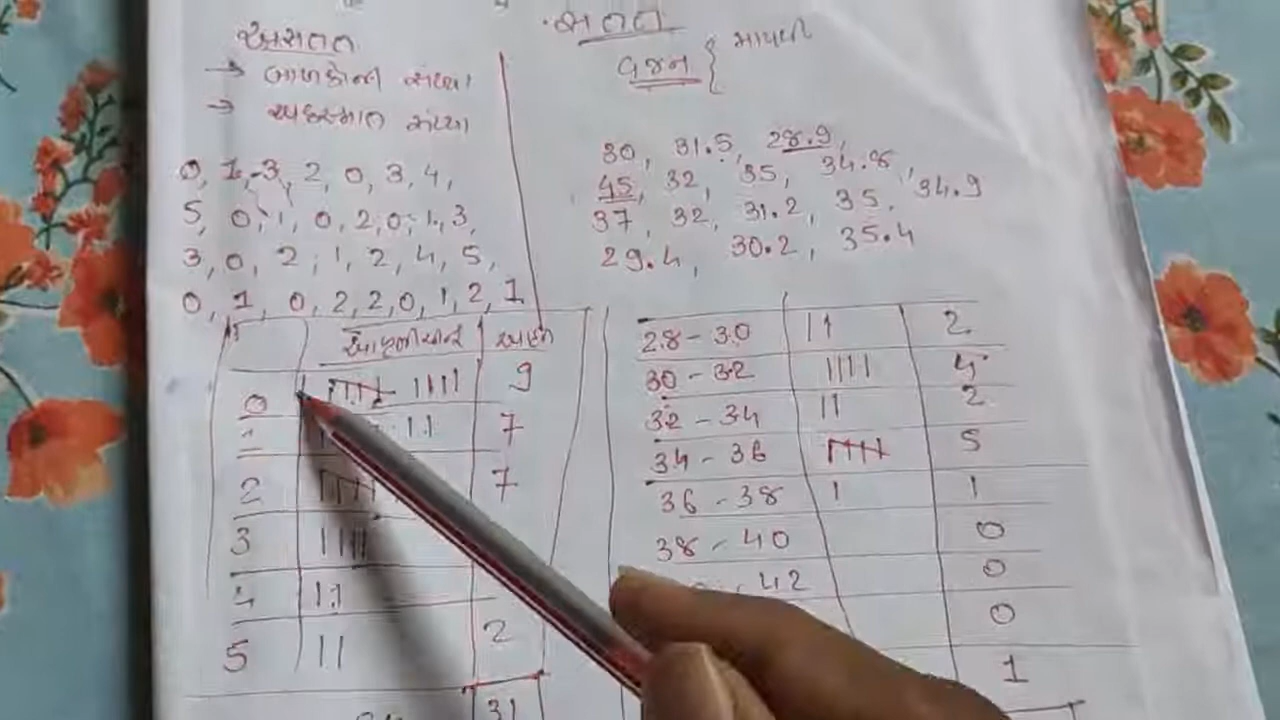 અસતત
→ બાળકોની સંખ્યા
→ અકસ્માત સંખ્યા
0, 1, 3, 2, 0, 3, 4,
5, 0, 1, 0, 2, 0, 1, 3,
3, 0, 2, 1, 2, 4, 5,
0, 1, 0, 2, 2, 0, 1, 2, 1
0 9
1 7
2 7
3
4
5 2
31
સતત
વજન { માપણી
30, 31.5, 28.9,
45, 32, 35, 34.8, 34.9
37, 32, 31.2, 35,
29.4, 30.2, 35.4
28-30 || 2
30-32 |||| 4
32-34 || 2
34-36 5
36-38 | 1
38-40 0
42 0
0
1